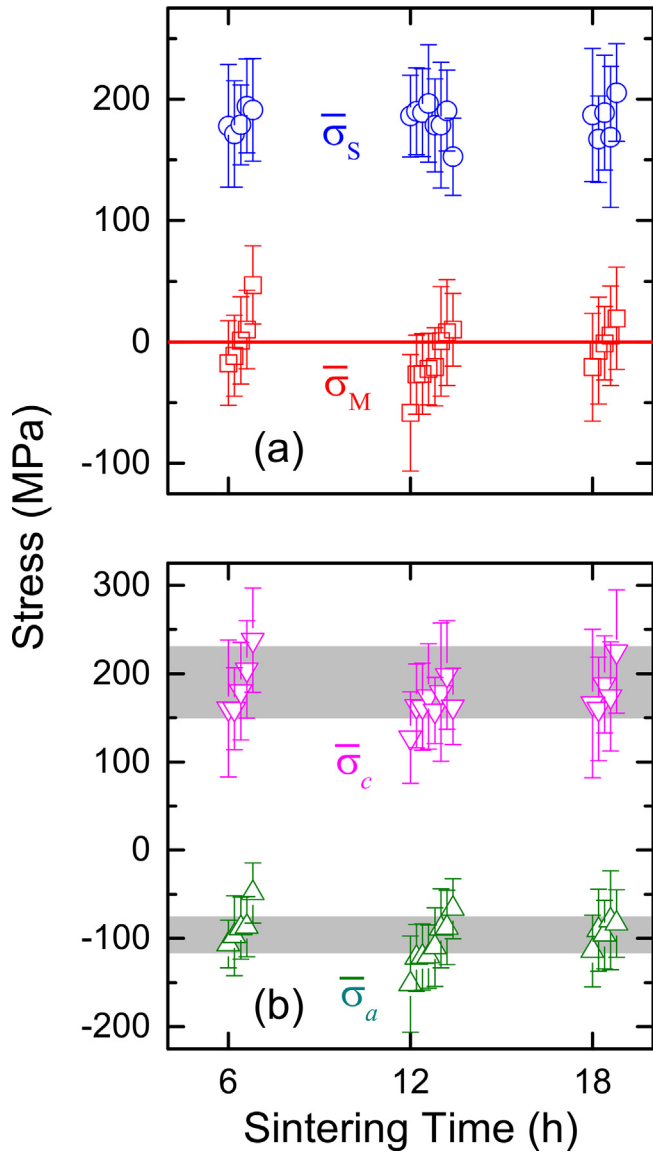 200
100
0
-100
σ̅S
σ̅M
(a)
Stress (MPa)
300
200
100
0
-100
-200
σ̅c
σ̅a
(b)
6 12 18
Sintering Time (h)